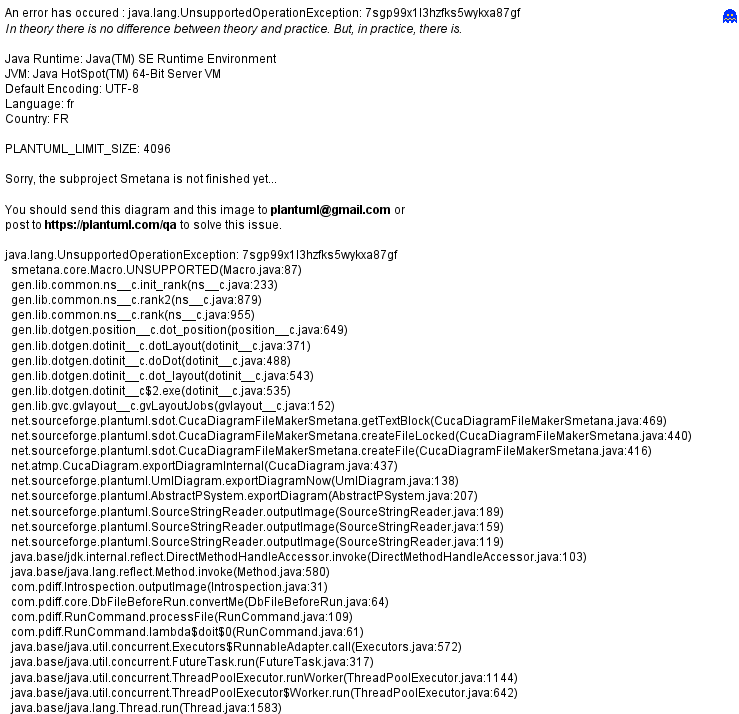 An error has occured : java.lang.UnsupportedOperationException: 7sgp99x1l3hzfks5wykxa87gf
In theory there is no difference between theory and practice. But, in practice, there is.
Java Runtime: Java(TM) SE Runtime Environment
JVM: Java HotSpot(TM) 64-Bit Server VM
Default Encoding: UTF-8
Language: fr
Country: FR
PLANTUML_LIMIT_SIZE: 4096
Sorry, the subproject Smetana is not finished yet...
You should send this diagram and this image to plantuml@gmail.com or
post to https://plantuml.com/qa to solve this issue.
java.lang.UnsupportedOperationException: 7sgp99x1l3hzfks5wykxa87gf
smetana.core.Macro.UNSUPPORTED(Macro.java:87)
gen.lib.common.ns__c.init_rank(ns__c.java:233)
gen.lib.common.ns__c.rank2(ns__c.java:879)
gen.lib.common.ns__c.rank(ns__c.java:955)
gen.lib.dotgen.position__c.dot_position(position__c.java:649)
gen.lib.dotgen.dotinit__c.dotLayout(dotinit__c.java:371)
gen.lib.dotgen.dotinit__c.doDot(dotinit__c.java:488)
gen.lib.dotgen.dotinit__c.dot_layout(dotinit__c.java:543)
gen.lib.dotgen.dotinit__c$2.exe(dotinit__c.java:535)
gen.lib.gvc.gvlayout__c.gvLayoutJobs(gvlayout__c.java:152)
net.sourceforge.plantuml.sdot.CucaDiagramFileMakerSmetana.getTextBlock(CucaDiagramFileMakerSmetana.java:469)
net.sourceforge.plantuml.sdot.CucaDiagramFileMakerSmetana.createFileLocked(CucaDiagramFileMakerSmetana.java:440)
net.sourceforge.plantuml.sdot.CucaDiagramFileMakerSmetana.createFile(CucaDiagramFileMakerSmetana.java:416)
net.atmp.CucaDiagram.exportDiagramInternal(CucaDiagram.java:437)
net.sourceforge.plantuml.UmlDiagram.exportDiagramNow(UmlDiagram.java:138)
net.sourceforge.plantuml.AbstractPSystem.exportDiagram(AbstractPSystem.java:207)
net.sourceforge.plantuml.SourceStringReader.outputImage(SourceStringReader.java:189)
net.sourceforge.plantuml.SourceStringReader.outputImage(SourceStringReader.java:159)
net.sourceforge.plantuml.SourceStringReader.outputImage(SourceStringReader.java:119)
java.base/jdk.internal.reflect.DirectMethodHandleAccessor.invoke(DirectMethodHandleAccessor.java:103)
java.base/java.lang.reflect.Method.invoke(Method.java:580)
com.pdiff.Introspection.outputImage(Introspection.java:31)
com.pdiff.core.DbFileBeforeRun.convertMe(DbFileBeforeRun.java:64)
com.pdiff.RunCommand.processFile(RunCommand.java:109)
com.pdiff.RunCommand.lambda$doit$0(RunCommand.java:61)
java.base/java.util.concurrent.Executors$RunnableAdapter.call(Executors.java:572)
java.base/java.util.concurrent.FutureTask.run(FutureTask.java:317)
java.base/java.util.concurrent.ThreadPoolExecutor.runWorker(ThreadPoolExecutor.java:1144)
java.base/java.util.concurrent.ThreadPoolExecutor$Worker.run(ThreadPoolExecutor.java:642)
java.base/java.lang.Thread.run(Thread.java:1583)